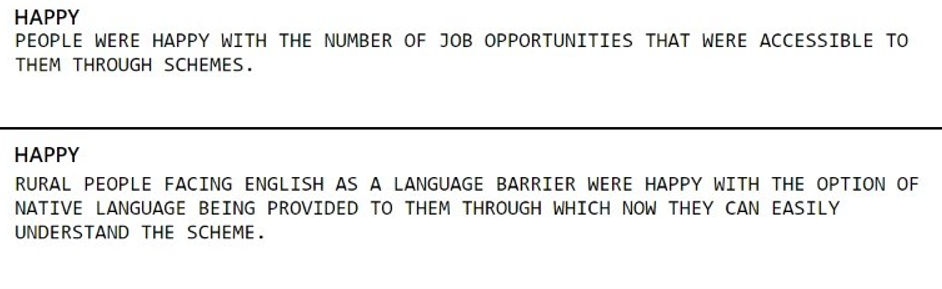 HAPPY
PEOPLE WERE HAPPY WITH THE NUMBER OF JOB OPPORTUNITIES THAT WERE ACCESSIBLE TO
THEM THROUGH SCHEMES.
HAPPY
RURAL PEOPLE FACING ENGLISH AS A LANGUAGE BARRIER WERE HAPPY WITH THE OPTION OF
NATIVE LANGUAGE BEING PROVIDED TO THEM THROUGH WHICH NOW THEY CAN EASILY
UNDERSTAND THE SCHEME.